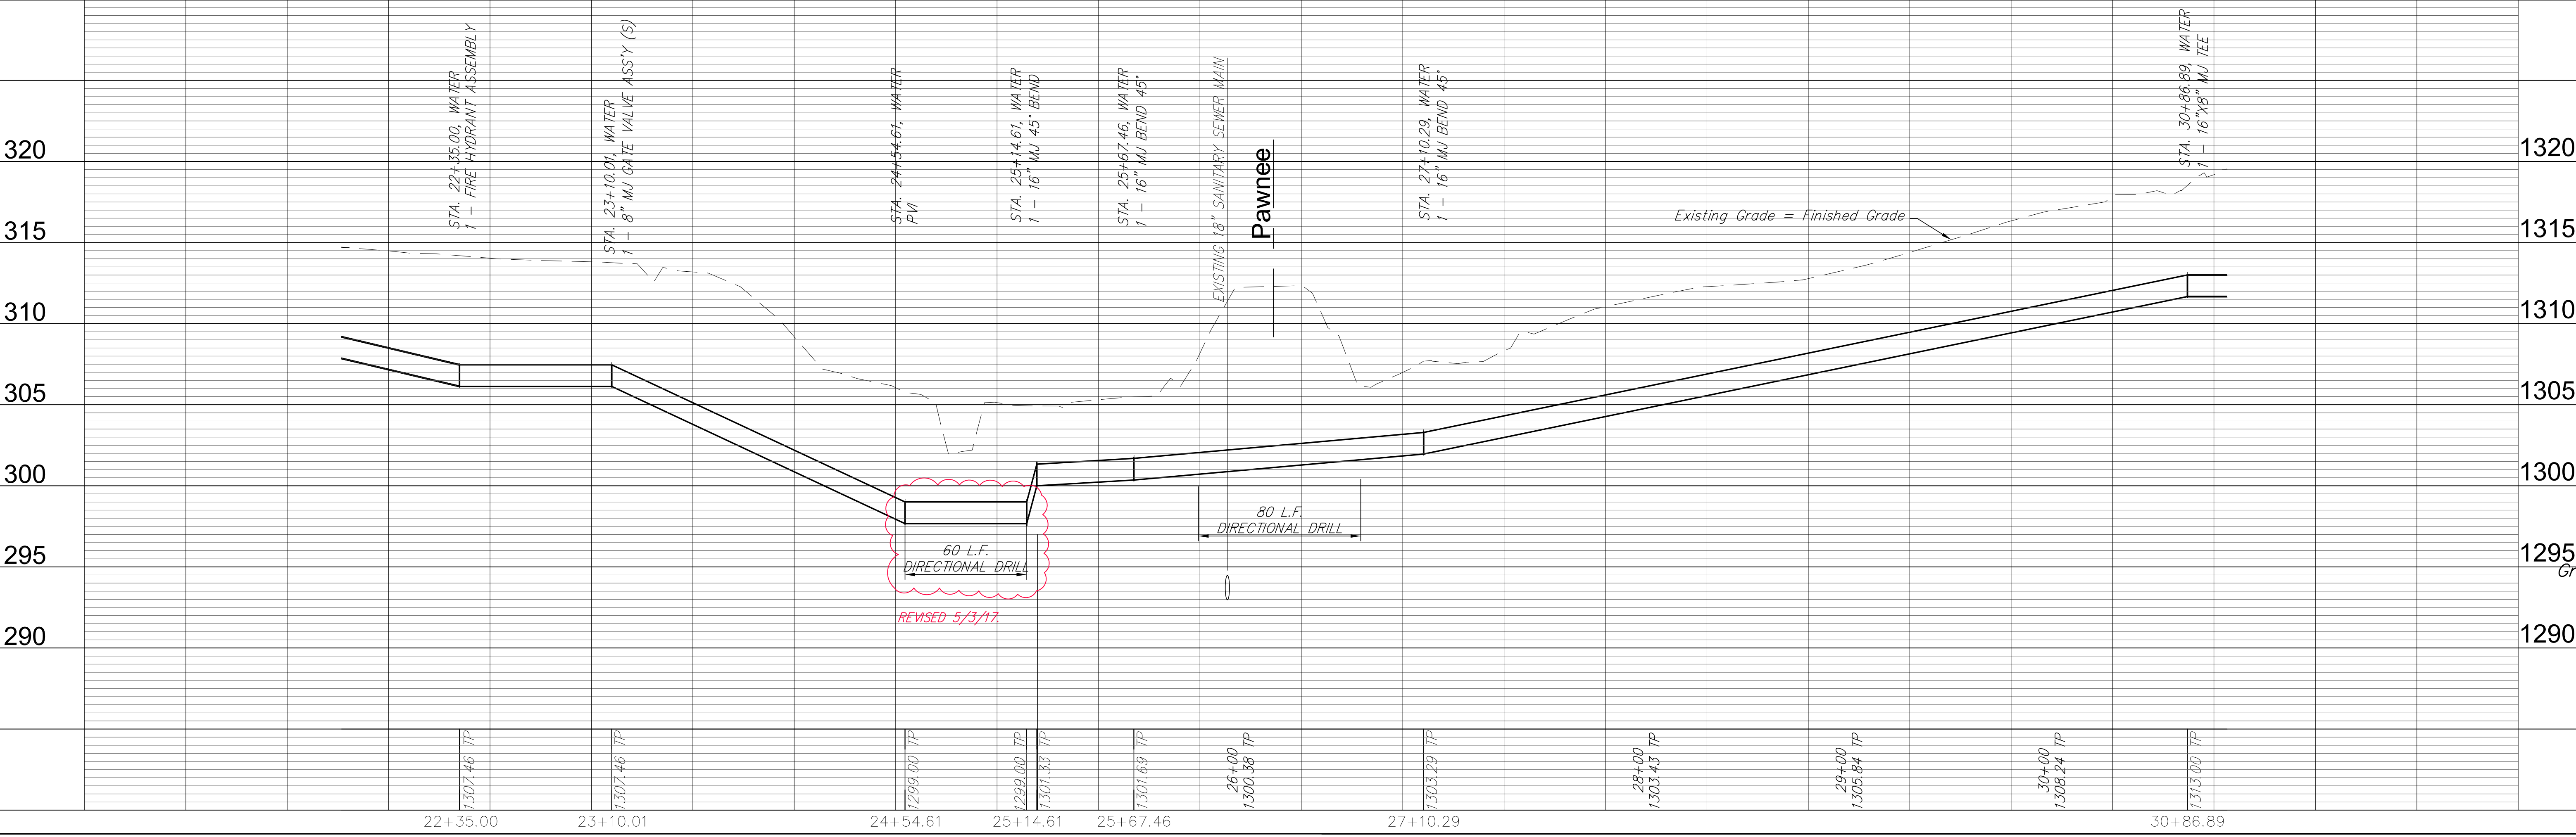 STA. 22+35.00, WATER
1 - FIRE HYDRANT ASSEMBLY
STA. 23+10.01, WATER
1 - 8" MJ GATE VALVE ASS'Y (S)
STA. 24+54.61, WATER
PVI
STA. 25+14.61, WATER
1 - 16" MJ 45° BEND
STA. 25+67.46, WATER
1 - 16" MJ BEND 45°
EXISTING 18" SANITARY SEWER MAIN
Pawnee
STA. 27+10.29, WATER
1 - 16" MJ BEND 45°
STA. 30+86.89, WATER
1 - 16"X8" MJ TEE
320
1320
Existing Grade = Finished Grade
315
1315
310
1310
305
1305
300
1300
80 L.F.
DIRECTIONAL DRILL
295
1295
60 L.F.
DIRECTIONAL DRILL
Gr
REVISED 5/3/17.
290
1290
1307.46 TP
1307.46 TP
1299.00 TP
1299.00 TP
1301.33 TP
1301.69 TP
26+00
1300.38 TP
1303.29 TP
28+00
1303.43 TP
29+00
1305.84 TP
30+00
1308.24 TP
1313.00 TP
22+35.00
23+10.01
24+54.61
25+14.61
25+67.46
27+10.29
30+86.89